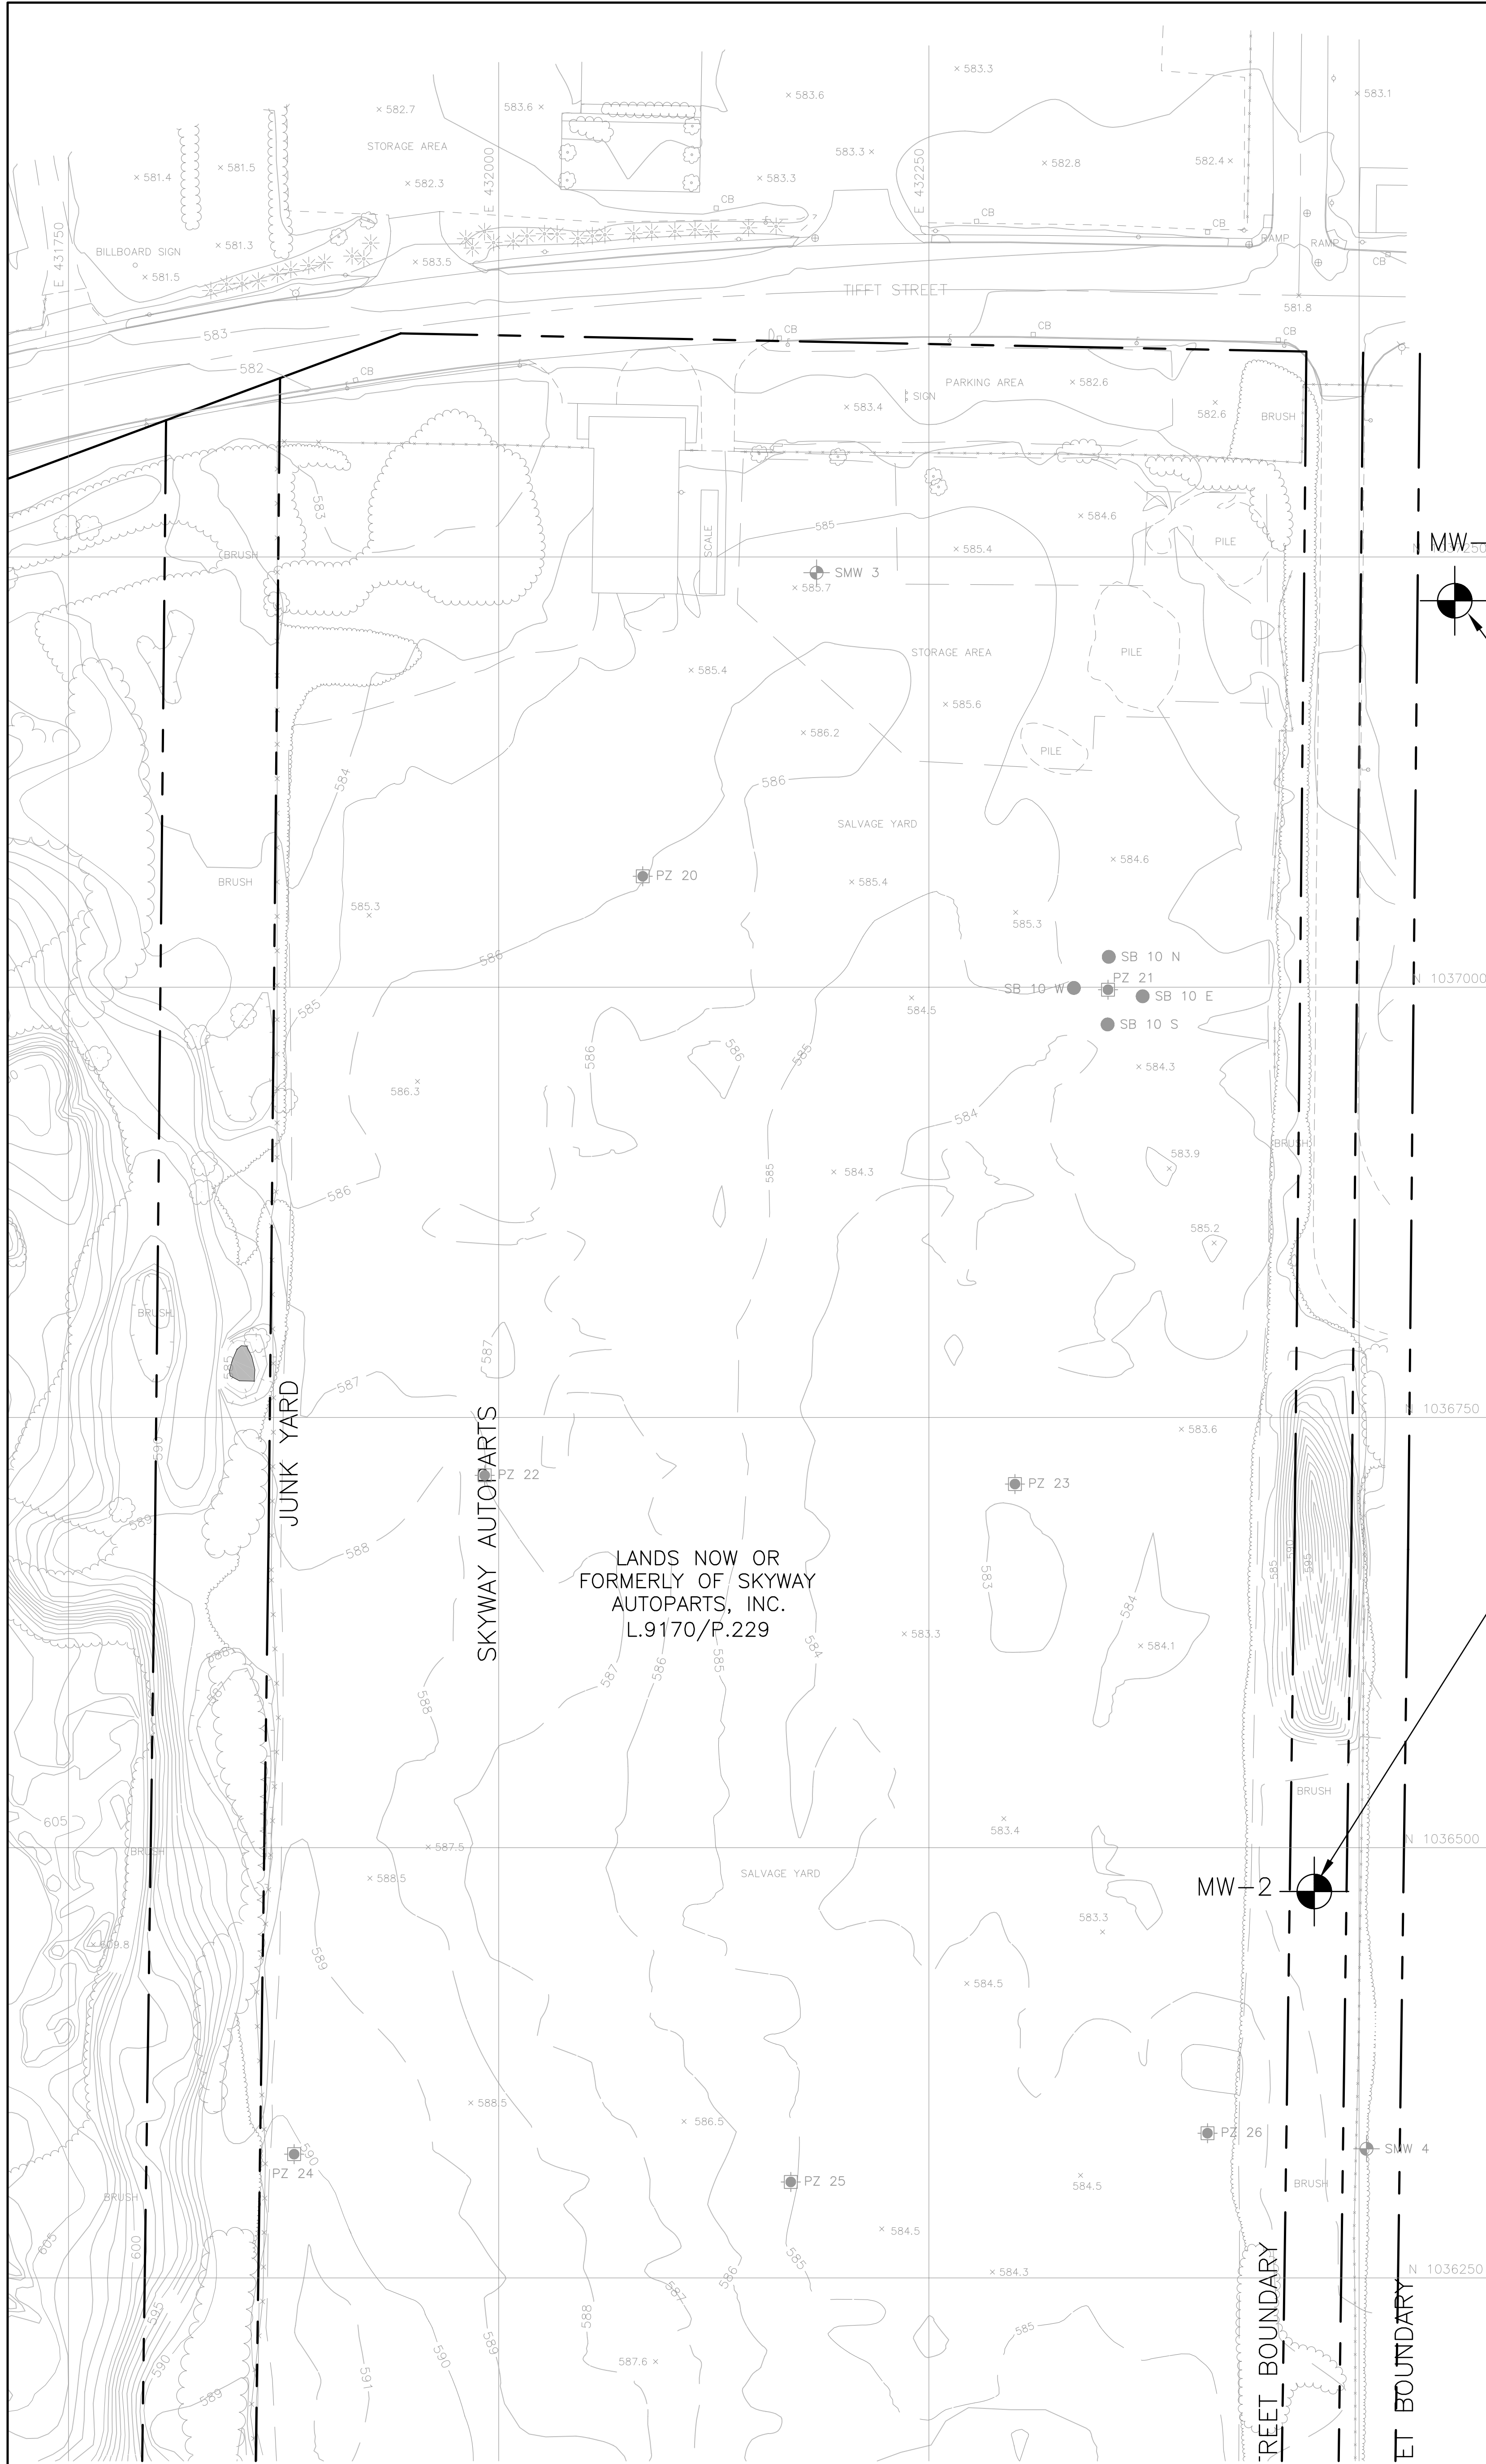 × 583.3
× 583.6
583.6 ×
× 582.7
× 583.1
STORAGE AREA
583.3 ×
× 582.8
582.4 ×
× 581.4
× 581.5
× 582.3
× 583.3
E 431750
E 432000
E 432250
CB
CB
CB
CB
RAMP
RAMP
BILLBOARD SIGN
× 581.3
× 581.5
× 583.5
TIFFT STREET
581.8
583
582
CB
CB
CB
CB
PARKING AREA
× 582.6
SIGN
× 583.4
582.6
BRUSH
583
BRUSH
SCALE
585
× 584.6
PILE
× 585.4
MW-
N 1037250
SMW 3
× 585.7
STORAGE AREA
PILE
× 585.4
× 585.6
× 586.2
PILE
584
586
SALVAGE YARD
× 584.6
BRUSH
PZ 20
× 585.4
585.3
585.3
586
SB 10 N
PZ 21
N 1037000
SB 10 W
SB 10 E
584.5
SB 10 S
585
586
586
585
× 584.3
586.3
584
BRUSH
583.9
585
× 584.3
586
585.2
BRUSH
585
587
587
JUNK YARD
SKYWAY AUTOPARTS
N 1036750
× 583.6
590
PZ 22
PZ 23
589
588
LANDS NOW OR
FORMERLY OF SKYWAY
AUTOPARTS, INC.
L.9170/P.229
583
584
585
590
595
× 583.3
× 584.1
588
587
588
587
586
585
584
BRUSH
605
583.4
N 1036500
BRUSH
× 587.5
× 588.5
SALVAGE YARD
MW-2
583.3
× 609.8
589
× 584.5
× 588.5
× 586.5
PZ 26
SMW 4
590
PZ 24
PZ 25
584.5
BRUSH
BRUSH
605
600
× 584.5
585
× 584.3
N 1036250
586
587
588
595
590
589
590
589
591
587.6 ×
585
REET BOUNDARY
ET BOUNDARY